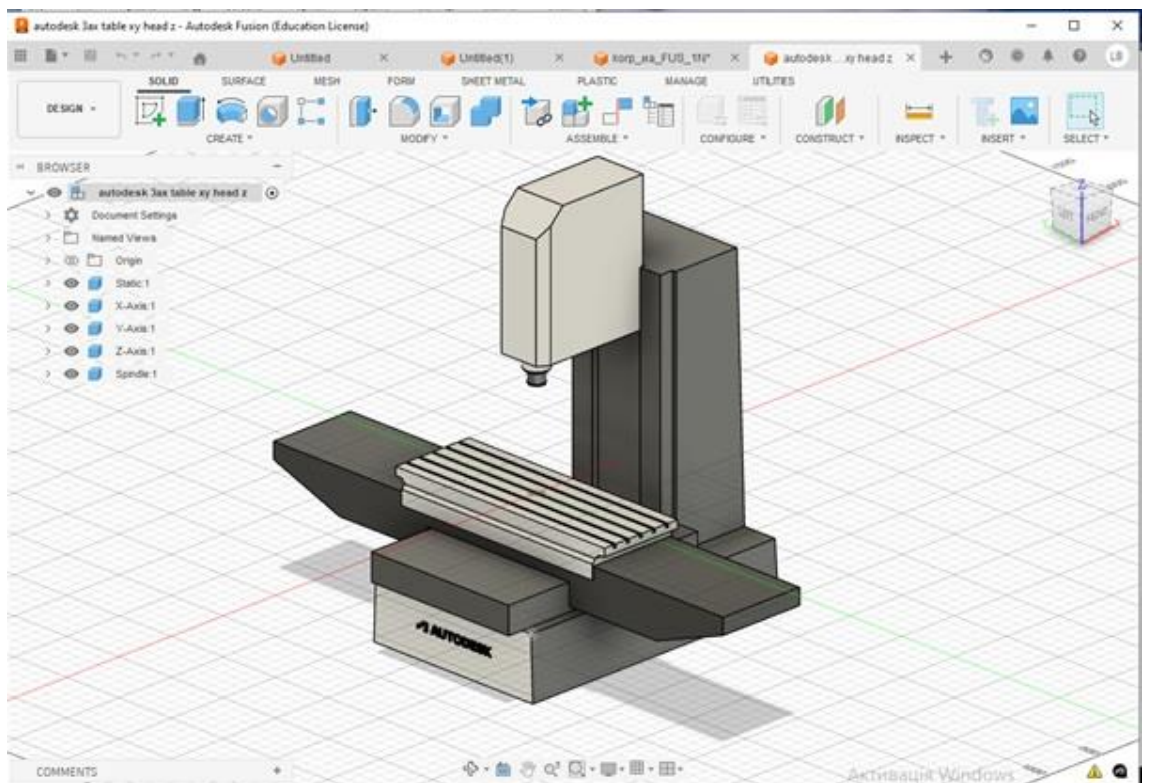 autodesk 3ax table xy head z - Autodesk Fusion (Education License)
Untitled
Untitled(1)
autodesk ...xy head z
LB
SOLID SURFACE MESH FORM SHEET METAL PLASTIC MANAGE UTILITIES
DESIGN
CREATE MODIFY ASSEMBLE CONFIGURE CONSTRUCT INSPECT INSERT SELECT
BROWSER
autodesk 3ax table xy head z
Document Settings
Named Views
Origin
Static:1
X-Axis:1
Y-Axis:1
Z-Axis:1
Spindle:1
Z
LEFT FRONT
AUTODESK
COMMENTS
Активація Windows